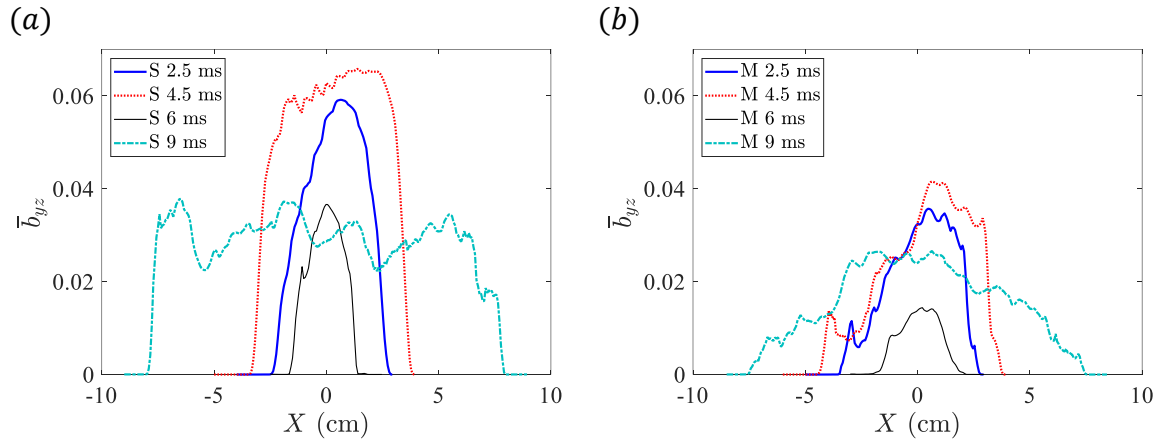 (a)
S 2.5 ms
S 4.5 ms
S 6 ms
S 9 ms
0.06
0.04
0.02
0
b̅yz
-10
-5
0
5
10
X (cm)
(b)
M 2.5 ms
M 4.5 ms
M 6 ms
M 9 ms
0.06
0.04
0.02
0
b̅yz
-10
-5
0
5
10
X (cm)